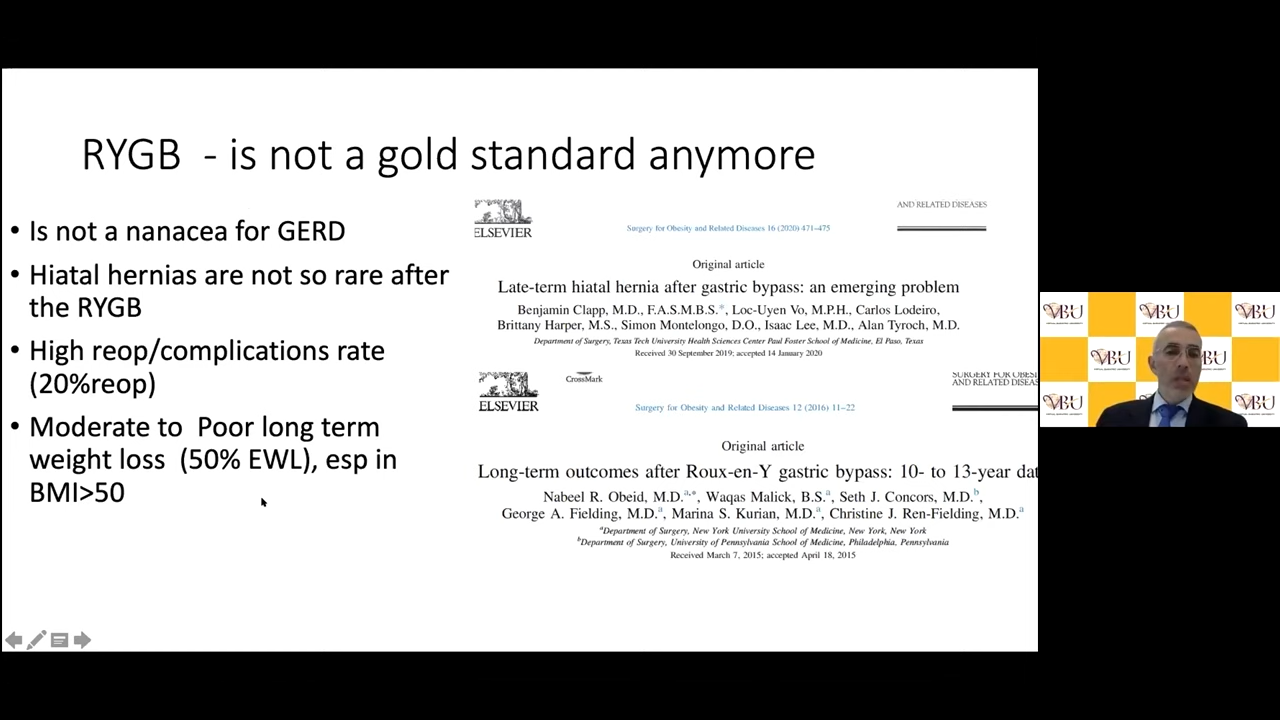 RYGB - is not a gold standard anymore
• Is not a nanacea for GERD
• Hiatal hernias are not so rare after
the RYGB
• High reop/complications rate
(20%reop)
• Moderate to Poor long term
weight loss (50% EWL), esp in
BMI>50
ELSEVIER
AND RELATED DISEASES
Surgery for Obesity and Related Diseases 16 (2020) 471–475
Original article
Late-term hiatal hernia after gastric bypass: an emerging problem
Benjamin Clapp, M.D., F.A.S.M.B.S.*, Loc-Uyen Vo, M.P.H., Carlos Lodeiro,
Brittany Harper, M.S., Simon Montelongo, D.O., Isaac Lee, M.D., Alan Tyroch, M.D.
Department of Surgery, Texas Tech University Health Sciences Center Paul Foster School of Medicine, El Paso, Texas
Received 30 September 2019; accepted 14 January 2020
ELSEVIER
CrossMark
SURGERY FOR OBESI
AND RELATED DISEAS
Surgery for Obesity and Related Diseases 12 (2016) 11–22
Original article
Long-term outcomes after Roux-en-Y gastric bypass: 10- to 13-year dat
Nabeel R. Obeid, M.D.a,*, Waqas Malick, B.S.a, Seth J. Concors, M.D.b,
George A. Fielding, M.D.a, Marina S. Kurian, M.D.a, Christine J. Ren-Fielding, M.D.a
aDepartment of Surgery, New York University School of Medicine, New York, New York
bDepartment of Surgery, University of Pennsylvania School of Medicine, Philadelphia, Pennsylvania
Received March 7, 2015; accepted April 18, 2015
VBU
VBU
VBU
VBU
VBU
VBU
VBU